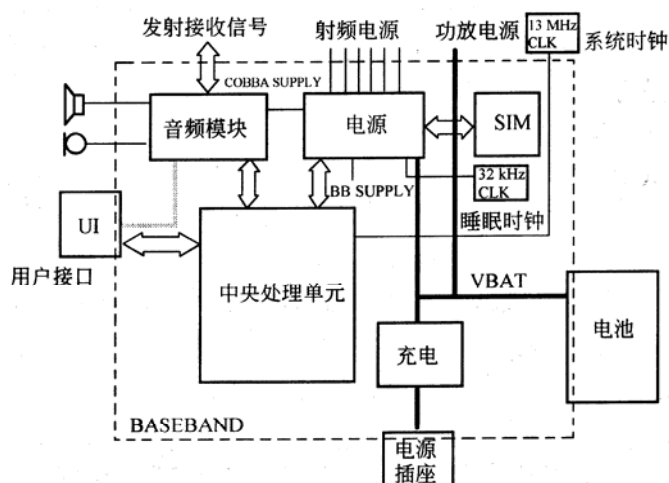 发射接收信号
射频电源
功放电源
13 MHz
CLK
系统时钟
COBBA SUPPLY
音频模块
电源
SIM
BB SUPPLY
32 kHz
CLK
睡眠时钟
UI
用户接口
中央处理单元
VBAT
电池
充电
BASEBAND
电源
插座